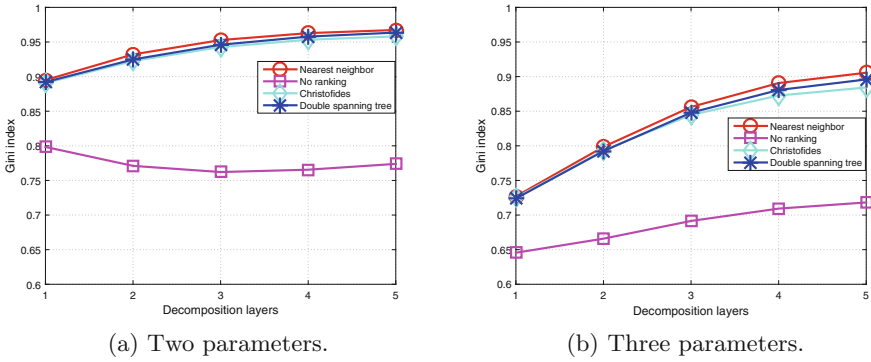 1
0.95
0.9
0.85
0.8
0.75
0.7
0.65
0.6
Gini index
Nearest neighbor
No ranking
Christofides
Double spanning tree
1 2 3 4 5
Decomposition layers
(a) Two parameters.
1
0.95
0.9
0.85
0.8
0.75
0.7
0.65
0.6
Gini index
Nearest neighbor
No ranking
Christofides
Double spanning tree
1 2 3 4 5
Decomposition layers
(b) Three parameters.